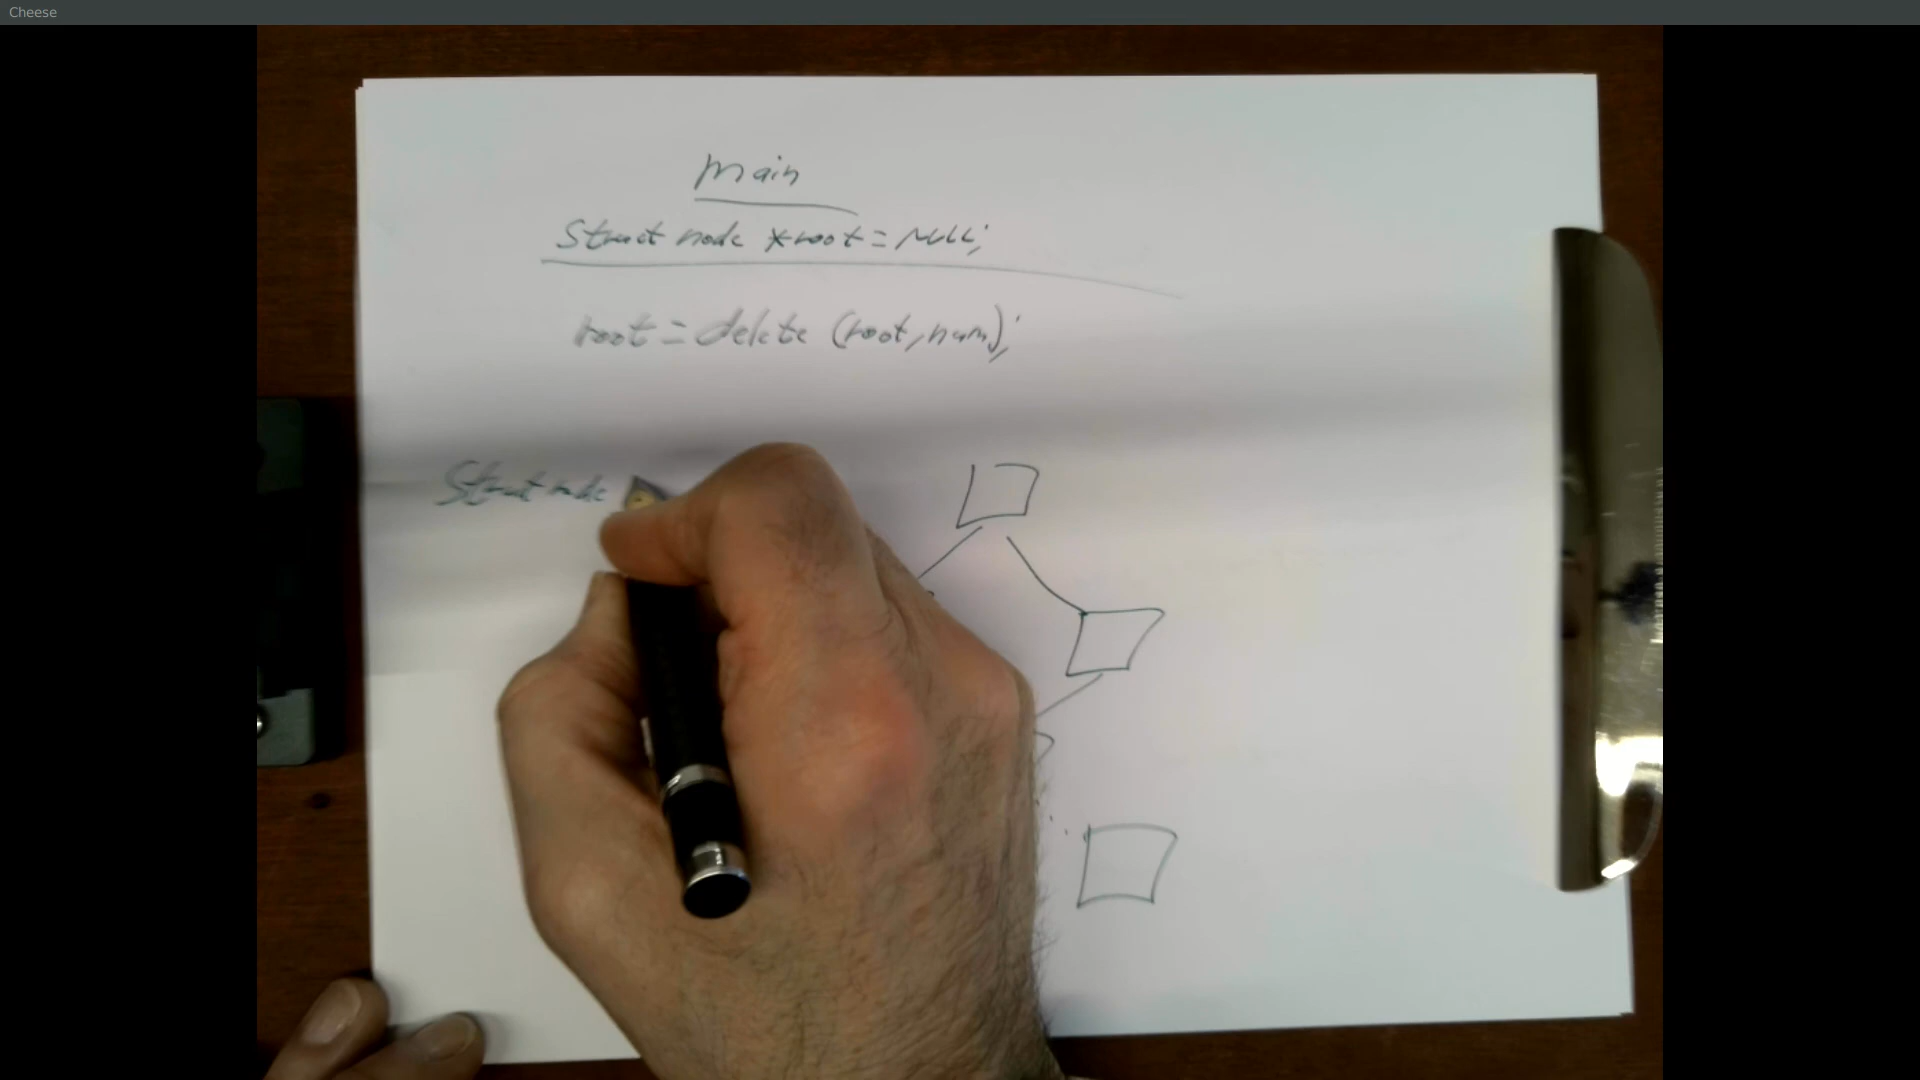 Cheese
Main
Struct node *root = NULL;
root = delete (root, num);
Struct node